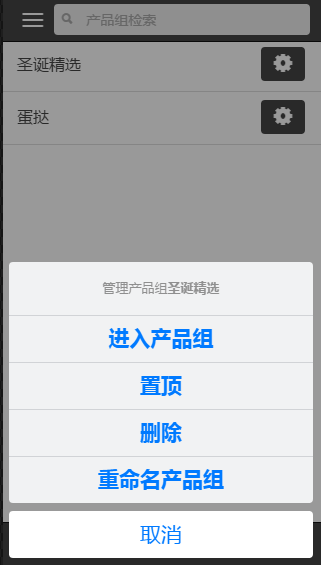 产品组检索
圣诞精选
蛋挞
管理产品组圣诞精选
进入产品组
置顶
删除
重命名产品组
取消